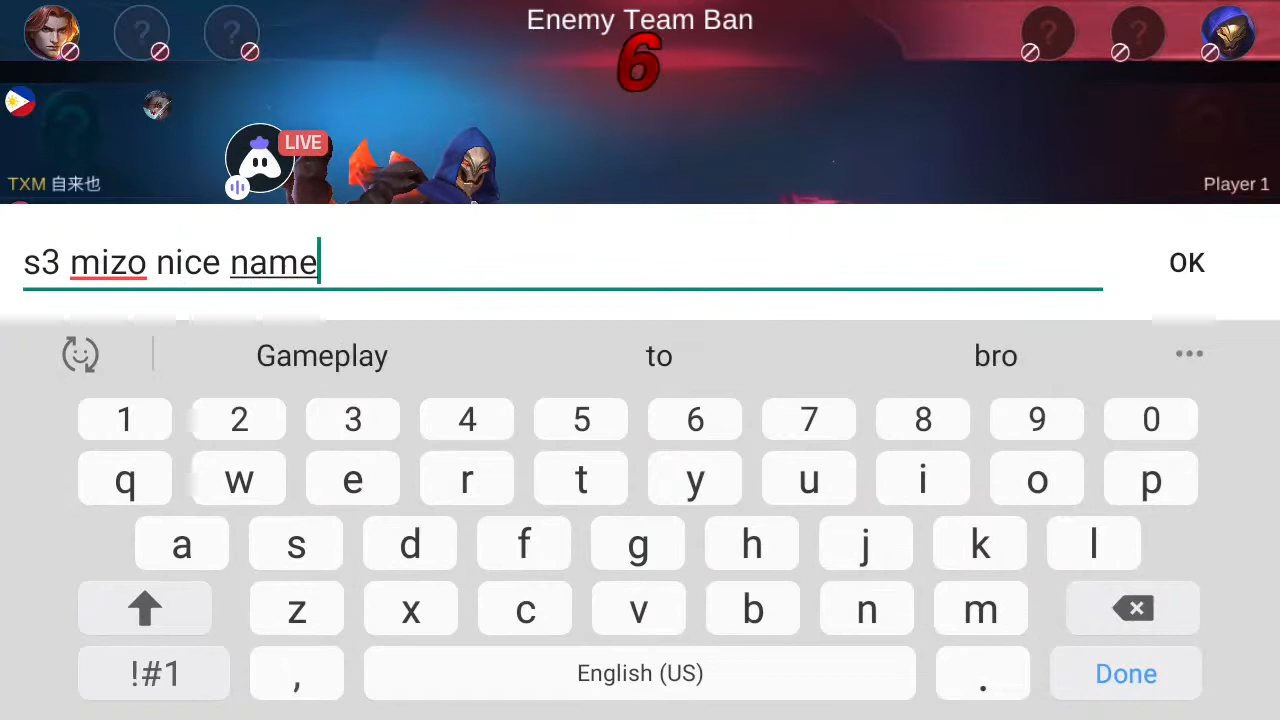 Enemy Team Ban
6
?
?
?
?
LIVE
TXM 自来也
Player 1
s3 mizo nice name
OK
Gameplay to bro
1 2 3 4 5 6 7 8 9 0
q w e r t y u i o p
a s d f g h j k l
z x c v b n m
!#1 , English (US) . Done